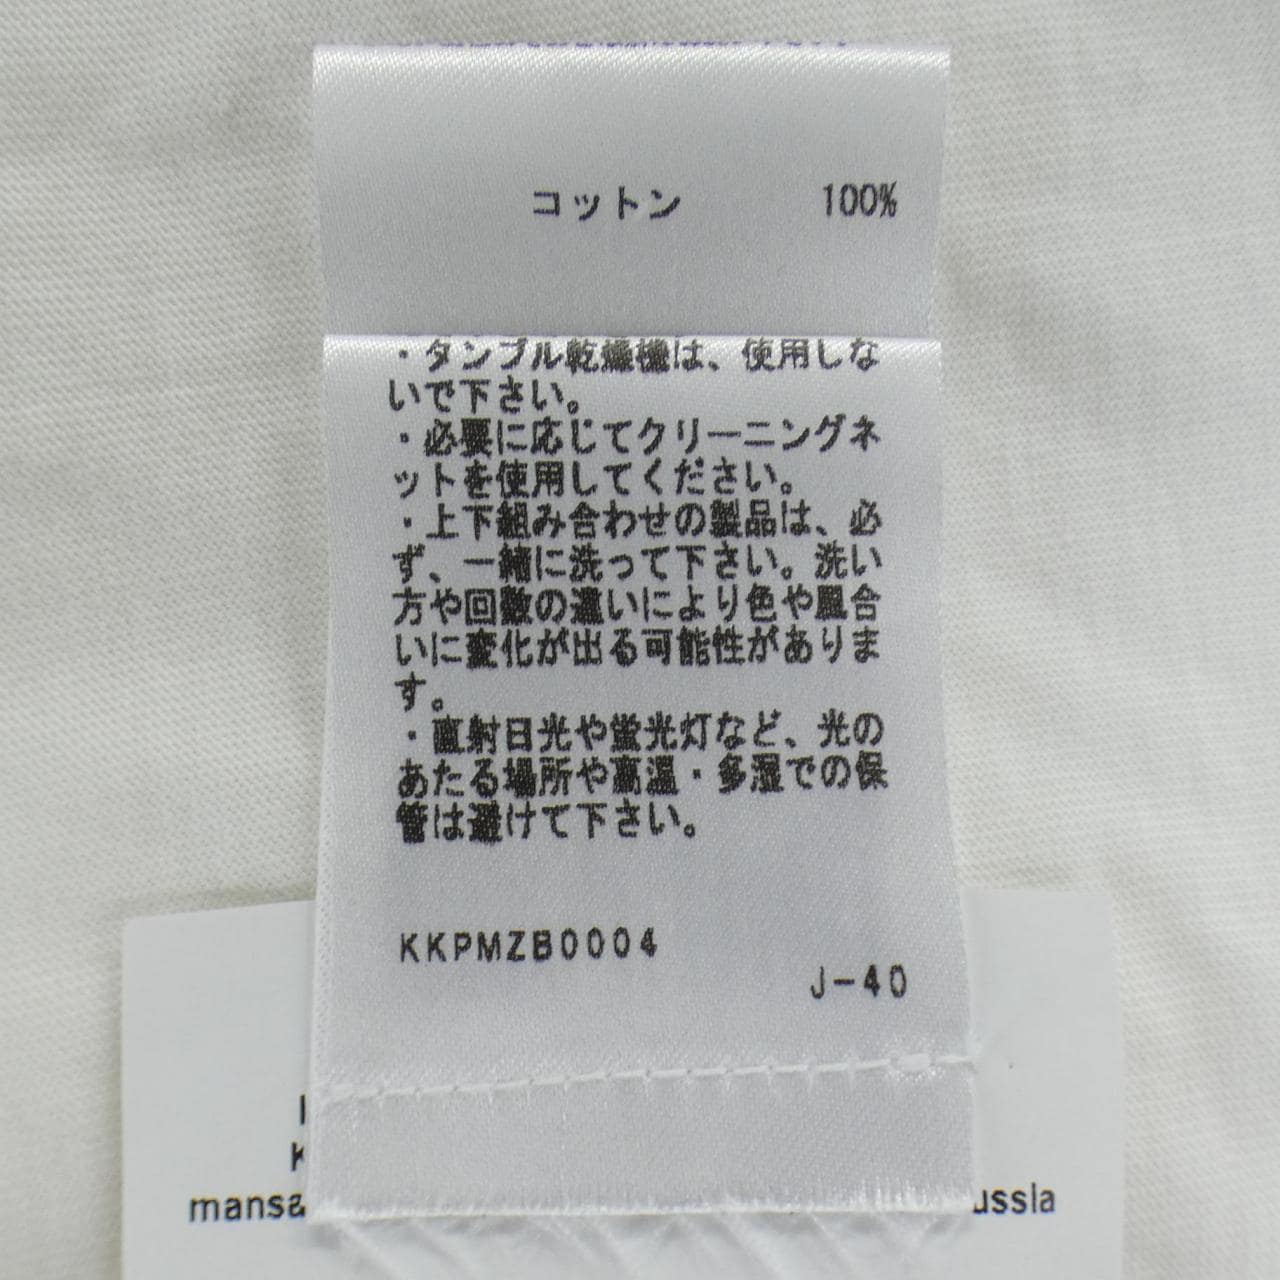 コットン 100%
・タンブル乾燥機は、使用しな
いで下さい。
・必要に応じてクリーニングネ
ットを使用してください。
・上下組み合わせの製品は、必
ず、一緒に洗って下さい。洗い
方や回数の違いにより色や風合
いに変化が出る可能性がありま
す。
・直射日光や蛍光灯など、光の
あたる場所や高温・多湿での保
管は避けて下さい。
KKPMZB0004
J-40